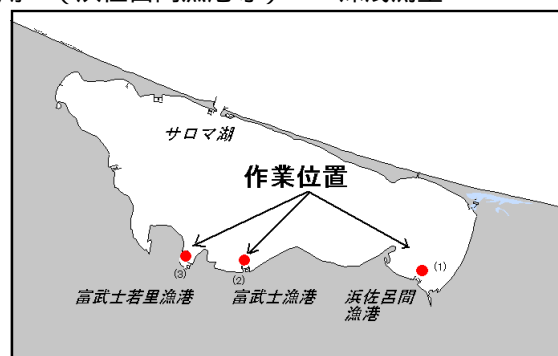 サロマ湖
作業位置
(1)
(2)
(3)
富武士若里漁港
富武士漁港
浜佐呂間
漁港